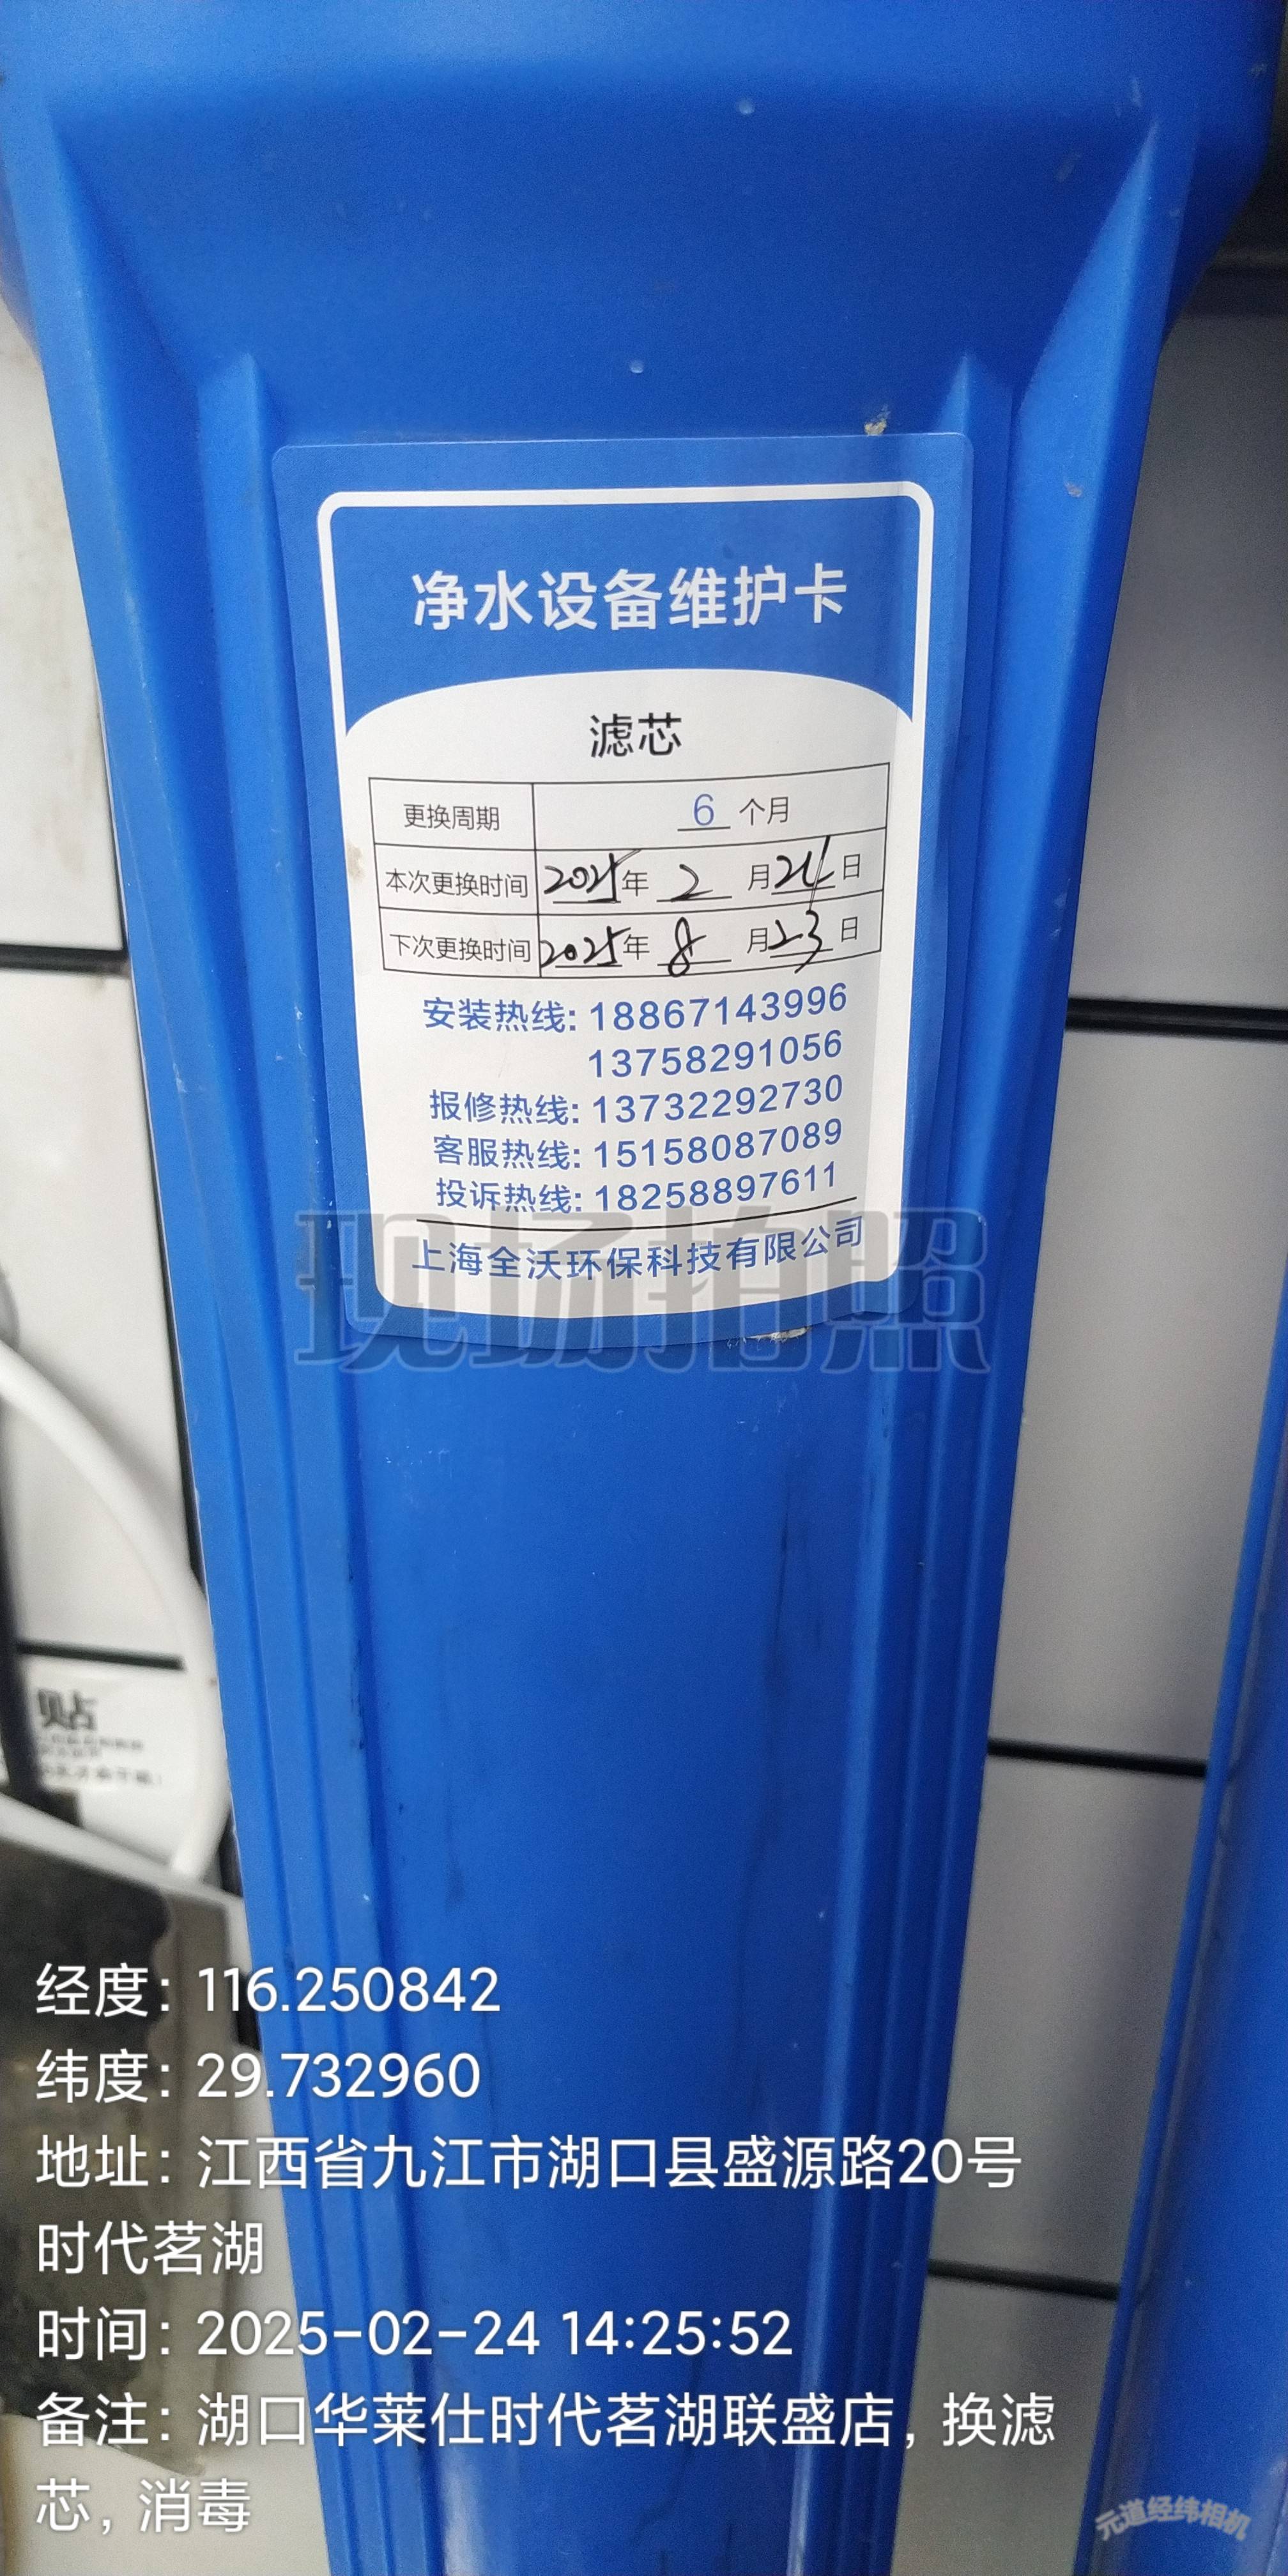 净水设备维护卡
滤芯
更换周期 6 个月
本次更换时间 2025年 2 月 24 日
下次更换时间 2025年 8 月 23 日
安装热线: 18867143996
13758291056
报修热线: 13732292730
客服热线: 15158087089
投诉热线: 18258897611
上海全沃环保科技有限公司
现场拍照
贴
经度: 116.250842
纬度: 29.732960
地址: 江西省九江市湖口县盛源路20号
时代茗湖
时间: 2025-02-24 14:25:52
备注: 湖口华莱仕时代茗湖联盛店, 换滤
芯, 消毒
元道经纬相机